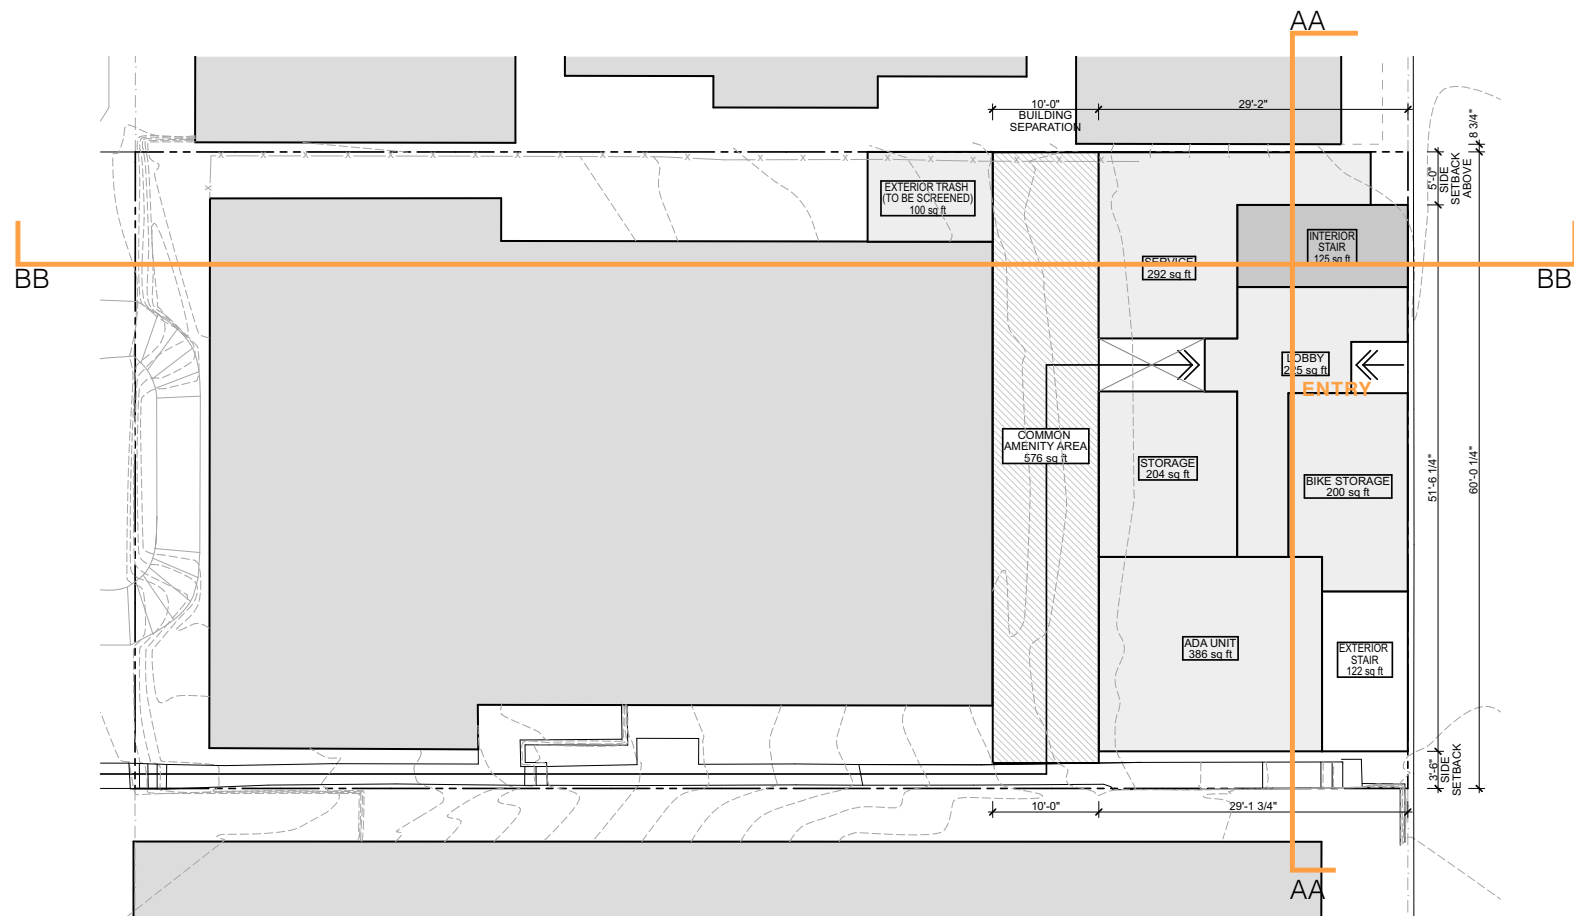 AA
10'-0"
BUILDING
SEPARATION
29'-2"
8 3/4"
5'-0"
SIDE
SETBACK
ABOVE
EXTERIOR TRASH
(TO BE SCREENED)
100 sq ft
INTERIOR
STAIR
125 sq ft
BB
SERVICE
292 sq ft
BB
LOBBY
225 sq ft
ENTRY
COMMON
AMENITY AREA
576 sq ft
STORAGE
204 sq ft
BIKE STORAGE
200 sq ft
51'-6 1/4"
60'-0 1/4"
ADA UNIT
386 sq ft
EXTERIOR
STAIR
122 sq ft
3'-6"
SIDE
SETBACK
10'-0"
29'-1 3/4"
AA